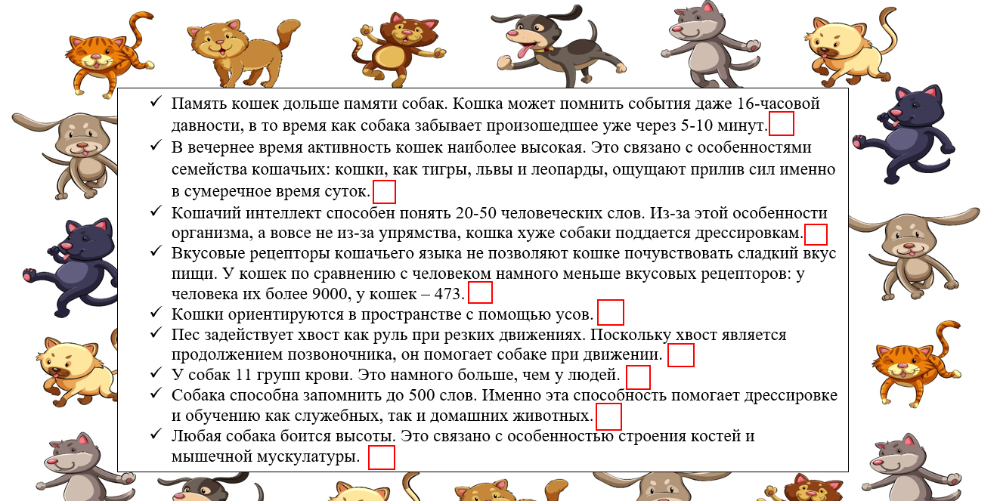 ✓ Память кошек дольше памяти собак. Кошка может помнить события даже 16-часовой
давности, в то время как собака забывает произошедшее уже через 5-10 минут.
✓ В вечернее время активность кошек наиболее высокая. Это связано с особенностями
семейства кошачьих: кошки, как тигры, львы и леопарды, ощущают прилив сил именно
в сумеречное время суток.
✓ Кошачий интеллект способен понять 20-50 человеческих слов. Из-за этой особенности
организма, а вовсе не из-за упрямства, кошка хуже собаки поддается дрессировкам.
✓ Вкусовые рецепторы кошачьего языка не позволяют кошке почувствовать сладкий вкус
пищи. У кошек по сравнению с человеком намного меньше вкусовых рецепторов: у
человека их более 9000, у кошек – 473.
✓ Кошки ориентируются в пространстве с помощью усов.
✓ Пес задействует хвост как руль при резких движениях. Поскольку хвост является
продолжением позвоночника, он помогает собаке при движении.
✓ У собак 11 групп крови. Это намного больше, чем у людей.
✓ Собака способна запомнить до 500 слов. Именно эта способность помогает дрессировке
и обучению как служебных, так и домашних животных.
✓ Любая собака боится высоты. Это связано с особенностью строения костей и
мышечной мускулатуры.